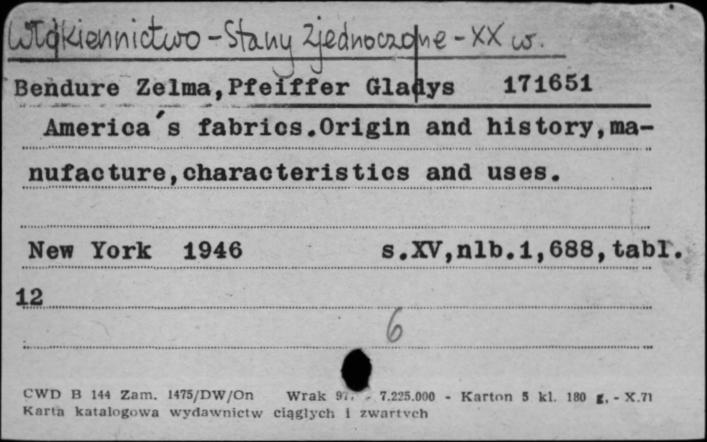 Włókiennictwo - Stany Zjednoczone - XX w.
Bendure Zelma,Pfeiffer Gladys 171651
America's fabrics.Origin and history,ma-
nufacture,characteristics and uses.
New York 1946 s.XV,nlb.1,688,tabl.
12
6
CWD B 144 Zam. 1475/DW/On Wrak - 7.225.000 - Karton 5 kl. 180 g. - X.71
Karta katalogowa wydawnictw ciągłych i zwartych